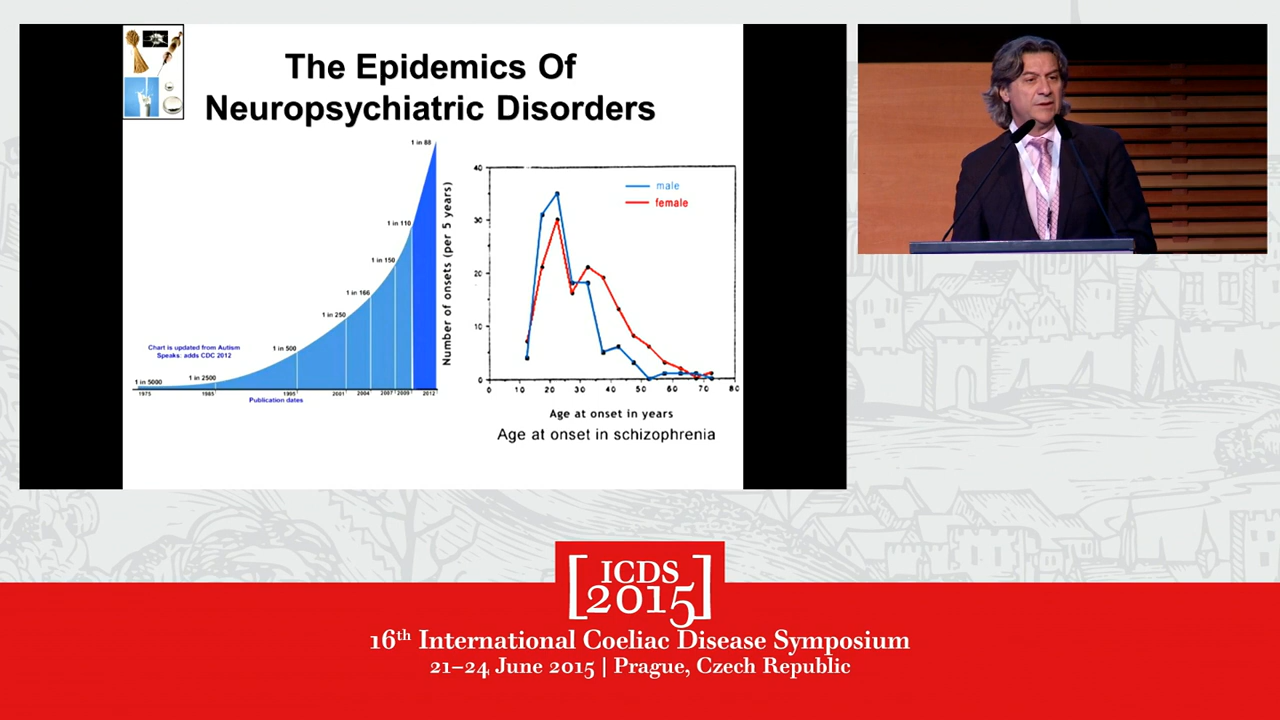 The Epidemics Of
Neuropsychiatric Disorders
1 in 88
1 in 110
1 in 150
1 in 166
1 in 250
1 in 500
1 in 2500
1 in 5000
Chart is updated from Autism
Speaks: adds CDC 2012
1975
1985
1995
2001
2004
2007
2009
2012
Publication dates
Number of onsets (per 5 years)
40
30
20
10
0
male
female
0 10 20 30 40 50 60 70 80
Age at onset in years
Age at onset in schizophrenia
[ICDS
2015]
16th International Coeliac Disease Symposium
21–24 June 2015 | Prague, Czech Republic